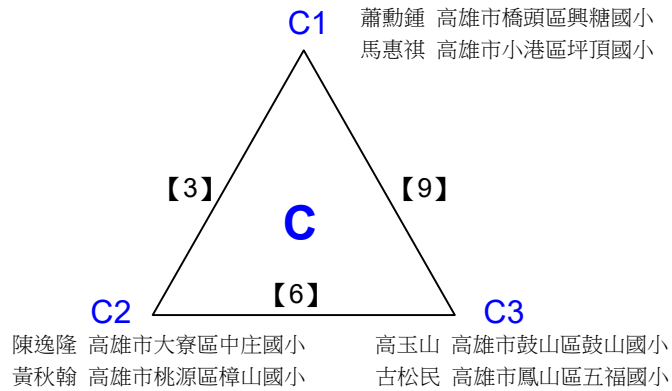 C1
蕭勳鍾 高雄市橋頭區興糖國小
馬惠祺 高雄市小港區坪頂國小
【3】
【9】
C
【6】
C2
C3
陳逸隆 高雄市大寮區中庄國小
黃秋翰 高雄市桃源區樟山國小
高玉山 高雄市鼓山區鼓山國小
古松民 高雄市鳳山區五福國小